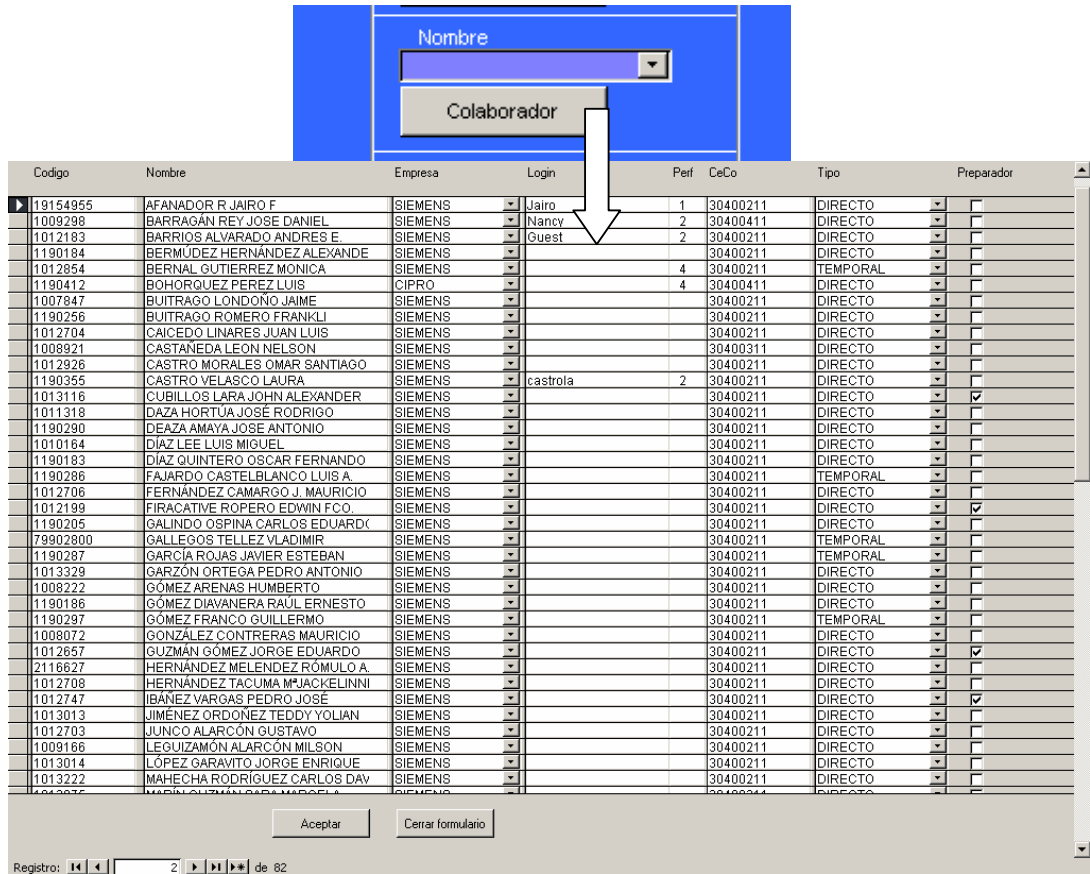 Nombre
Colaborador
Codigo Nombre Empresa Login Perf CeCo Tipo Preparador
19154955 AFANADOR R JAIRO F SIEMENS Jairo 1 30400211 DIRECTO
1009298 BARRAGÁN REY JOSE DANIEL SIEMENS Nancy 2 30400411 DIRECTO
1012183 BARRIOS ALVARADO ANDRES E. SIEMENS Guest 2 30400211 DIRECTO
1190184 BERMÚDEZ HERNÁNDEZ ALEXANDE SIEMENS 30400211 DIRECTO
1012854 BERNAL GUTIERREZ MONICA SIEMENS 4 30400211 TEMPORAL
1190412 BOHORQUEZ PEREZ LUIS CIPRO 4 30400411 DIRECTO
1007847 BUITRAGO LONDOÑO JAIME SIEMENS 30400211 DIRECTO
1190256 BUITRAGO ROMERO FRANKLI SIEMENS 30400211 DIRECTO
1012704 CAICEDO LINARES JUAN LUIS SIEMENS 30400211 DIRECTO
1008921 CASTAÑEDA LEON NELSON SIEMENS 30400311 DIRECTO
1012926 CASTRO MORALES OMAR SANTIAGO SIEMENS 30400211 DIRECTO
1190355 CASTRO VELASCO LAURA SIEMENS castrola 2 30400211 DIRECTO
1013116 CUBILLOS LARA JOHN ALEXANDER SIEMENS 30400211 DIRECTO
1011318 DAZA HORTÚA JOSÉ RODRIGO SIEMENS 30400211 DIRECTO
1190290 DEAZA AMAYA JOSE ANTONIO SIEMENS 30400211 DIRECTO
1010164 DÍAZ LEE LUIS MIGUEL SIEMENS 30400211 DIRECTO
1190183 DÍAZ QUINTERO OSCAR FERNANDO SIEMENS 30400211 DIRECTO
1190286 FAJARDO CASTELBLANCO LUIS A. SIEMENS 30400211 TEMPORAL
1012706 FERNÁNDEZ CAMARGO J. MAURICIO SIEMENS 30400211 DIRECTO
1012199 FIRACATIVE ROPERO EDWIN FCO. SIEMENS 30400211 DIRECTO
1190205 GALINDO OSPINA CARLOS EDUARD( SIEMENS 30400211 DIRECTO
79902800 GALLEGOS TELLEZ VLADIMIR SIEMENS 30400211 TEMPORAL
1190287 GARCÍA ROJAS JAVIER ESTEBAN SIEMENS 30400211 TEMPORAL
1013329 GARZÓN ORTEGA PEDRO ANTONIO SIEMENS 30400211 DIRECTO
1008222 GÓMEZ ARENAS HUMBERTO SIEMENS 30400211 DIRECTO
1190186 GÓMEZ DIAVANERA RAÚL ERNESTO SIEMENS 30400211 DIRECTO
1190297 GÓMEZ FRANCO GUILLERMO SIEMENS 30400211 TEMPORAL
1008072 GONZÁLEZ CONTRERAS MAURICIO SIEMENS 30400211 DIRECTO
1012657 GUZMÁN GÓMEZ JORGE EDUARDO SIEMENS 30400211 DIRECTO
2116627 HERNÁNDEZ MELENDEZ RÓMULO A. SIEMENS 30400211 DIRECTO
1012708 HERNÁNDEZ TACUMA MªJACKELINNI SIEMENS 30400211 DIRECTO
1012747 IBÁÑEZ VARGAS PEDRO JOSÉ SIEMENS 30400211 DIRECTO
1013013 JIMÉNEZ ORDOÑEZ TEDDY YOLIAN SIEMENS 30400211 DIRECTO
1012703 JUNCO ALARCÓN GUSTAVO SIEMENS 30400211 DIRECTO
1009166 LEGUIZAMÓN ALARCÓN MILSON SIEMENS 30400211 DIRECTO
1013014 LÓPEZ GARAVITO JORGE ENRIQUE SIEMENS 30400211 DIRECTO
1013222 MAHECHA RODRÍGUEZ CARLOS DAV SIEMENS 30400211 DIRECTO
Aceptar Cerrar formulario
Registro: 2 de 82